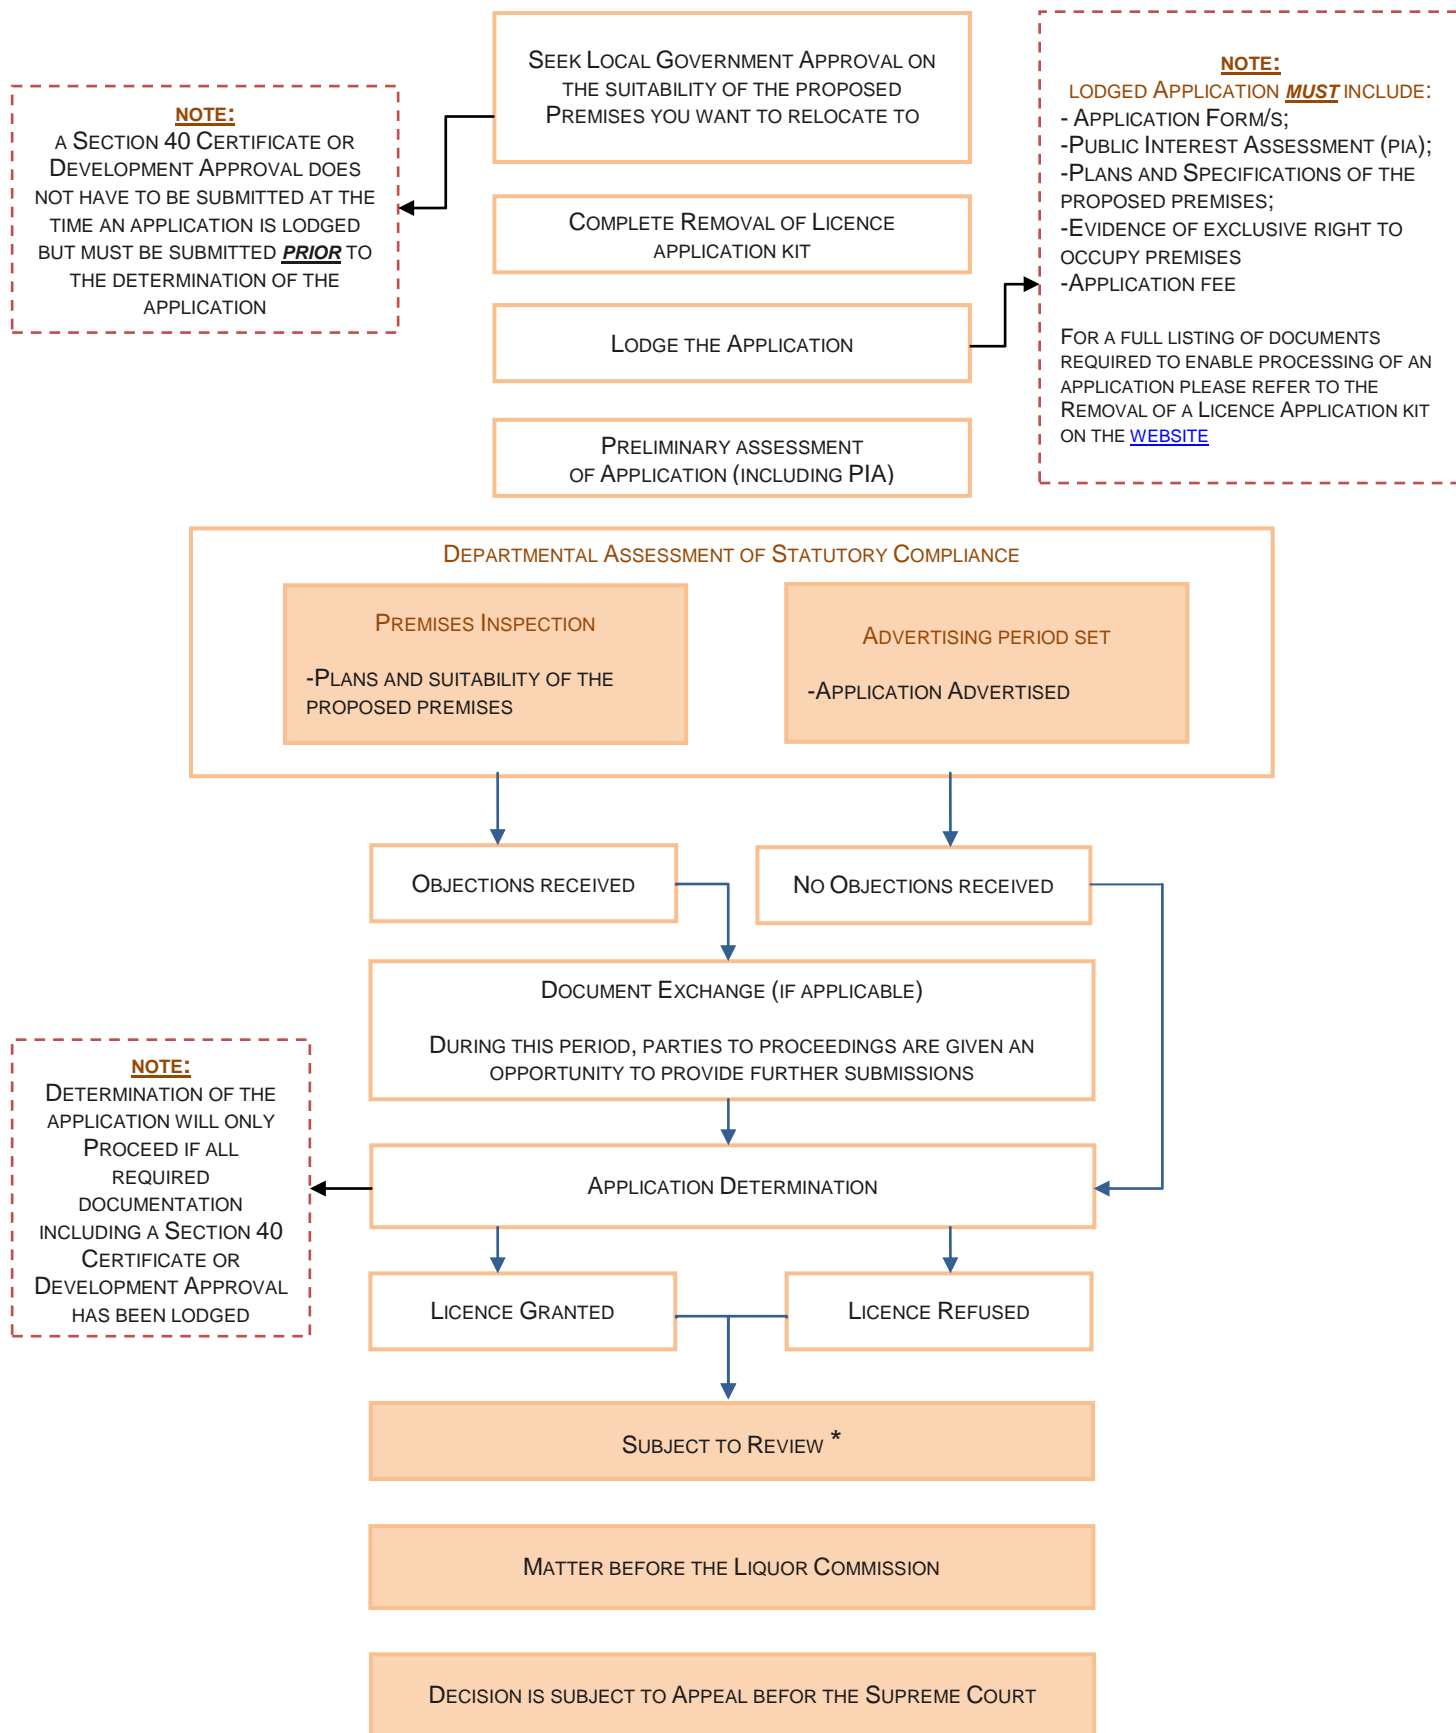 SEEK LOCAL GOVERNMENT APPROVAL ON
THE SUITABILITY OF THE PROPOSED
PREMISES YOU WANT TO RELOCATE TO
NOTE:
A SECTION 40 CERTIFICATE OR
DEVELOPMENT APPROVAL DOES
NOT HAVE TO BE SUBMITTED AT THE
TIME AN APPLICATION IS LODGED
BUT MUST BE SUBMITTED PRIOR TO
THE DETERMINATION OF THE
APPLICATION
NOTE:
LODGED APPLICATION MUST INCLUDE:
- APPLICATION FORM/S;
-PUBLIC INTEREST ASSESSMENT (PIA);
-PLANS AND SPECIFICATIONS OF THE
PROPOSED PREMISES;
-EVIDENCE OF EXCLUSIVE RIGHT TO
OCCUPY PREMISES
-APPLICATION FEE
FOR A FULL LISTING OF DOCUMENTS
REQUIRED TO ENABLE PROCESSING OF AN
APPLICATION PLEASE REFER TO THE
REMOVAL OF A LICENCE APPLICATION KIT
ON THE WEBSITE
COMPLETE REMOVAL OF LICENCE
APPLICATION KIT
LODGE THE APPLICATION
PRELIMINARY ASSESSMENT
OF APPLICATION (INCLUDING PIA)
DEPARTMENTAL ASSESSMENT OF STATUTORY COMPLIANCE
PREMISES INSPECTION
-PLANS AND SUITABILITY OF THE
PROPOSED PREMISES
ADVERTISING PERIOD SET
-APPLICATION ADVERTISED
OBJECTIONS RECEIVED
NO OBJECTIONS RECEIVED
DOCUMENT EXCHANGE (IF APPLICABLE)
DURING THIS PERIOD, PARTIES TO PROCEEDINGS ARE GIVEN AN
OPPORTUNITY TO PROVIDE FURTHER SUBMISSIONS
NOTE:
DETERMINATION OF THE
APPLICATION WILL ONLY
PROCEED IF ALL
REQUIRED
DOCUMENTATION
INCLUDING A SECTION 40
CERTIFICATE OR
DEVELOPMENT APPROVAL
HAS BEEN LODGED
APPLICATION DETERMINATION
LICENCE GRANTED
LICENCE REFUSED
SUBJECT TO REVIEW *
MATTER BEFORE THE LIQUOR COMMISSION
DECISION IS SUBJECT TO APPEAL BEFOR THE SUPREME COURT